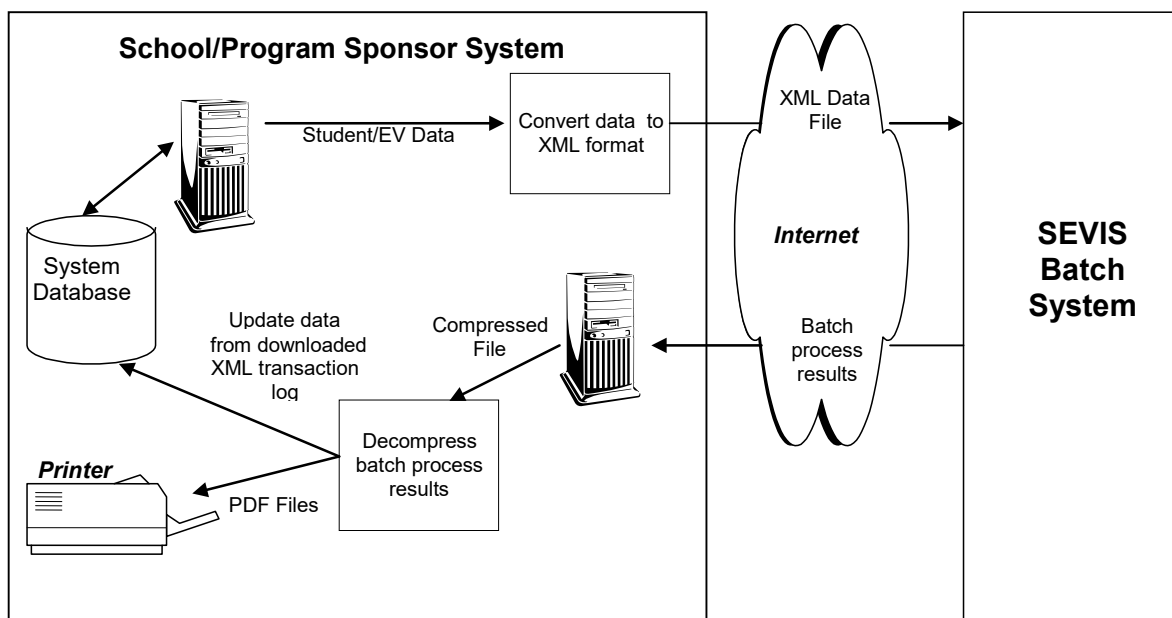 School/Program Sponsor System
Student/EV Data
Convert data to
XML format
XML Data
File
Internet
SEVIS
Batch
System
System
Database
Update data
from downloaded
XML transaction
log
Compressed
File
Batch
process
results
Decompress
batch process
results
Printer
PDF Files